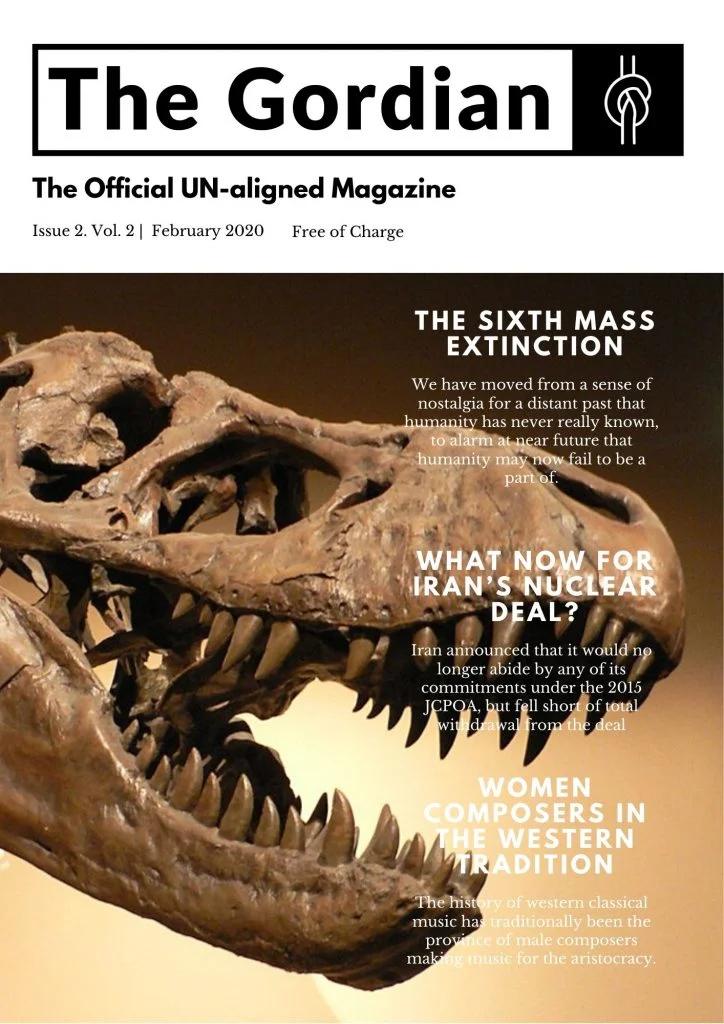 The Gordian
The Official UN-aligned Magazine
Issue 2. Vol. 2 | February 2020 Free of Charge
THE SIXTH MASS
EXTINCTION
We have moved from a sense of
nostalgia for a distant past that
humanity has never really known,
to alarm at near future that
humanity may now fail to be a
part of.
WHAT NOW FOR
IRAN'S NUCLEAR
DEAL?
Iran announced that it would no
longer abide by any of its
commitments under the 2015
JCPOA, but fell short of total
withdrawal from the deal
WOMEN
COMPOSERS IN
THE WESTERN
TRADITION
The history of western classical
music has traditionally been the
province of male composers
making music for the aristocracy.